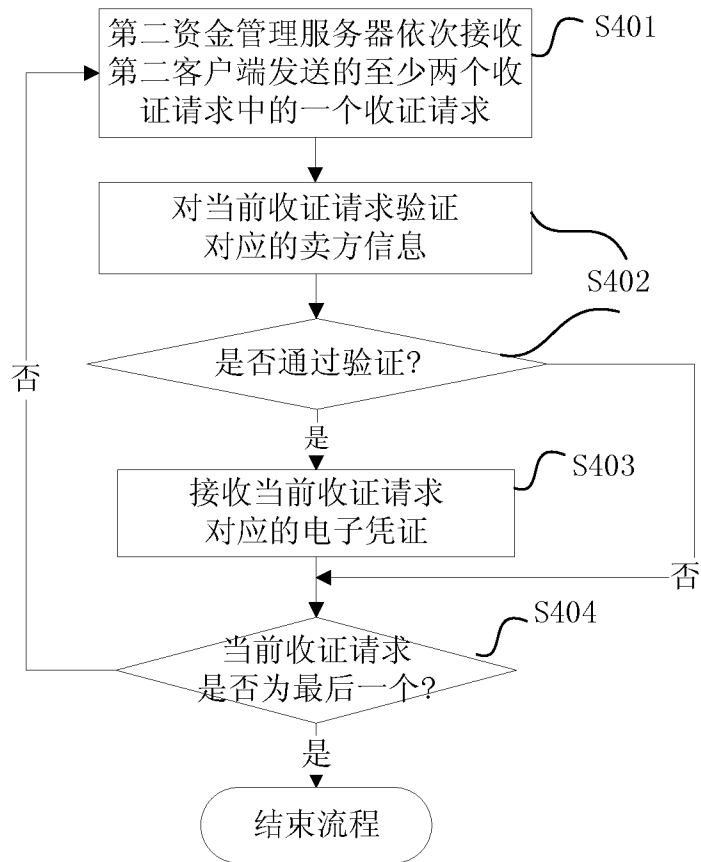 第二资金管理服务器依次接收
第二客户端发送的至少两个收
证请求中的一个收证请求
S401
对当前收证请求验证
对应的卖方信息
S402
是否通过验证?
否
是
接收当前收证请求
对应的电子凭证
S403
否
当前收证请求
是否为最后一个?
S404
是
结束流程